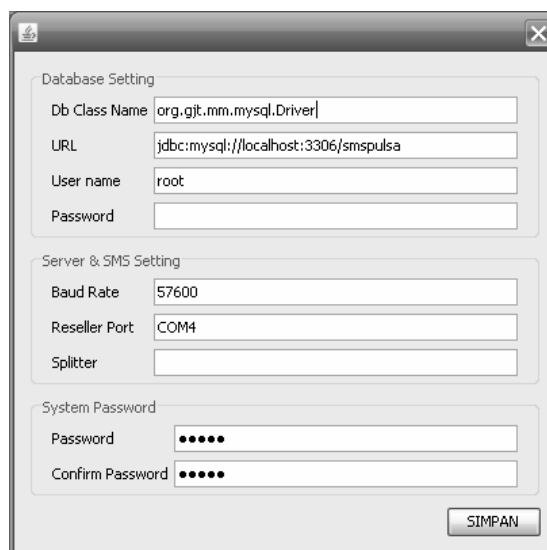 Database Setting
Db Class Name org.gjt.mm.mysql.Driver
URL jdbc:mysql://localhost:3306/smspulsa
User name root
Password
Server & SMS Setting
Baud Rate 57600
Reseller Port COM4
Splitter
System Password
Password •••••
Confirm Password •••••
SIMPAN